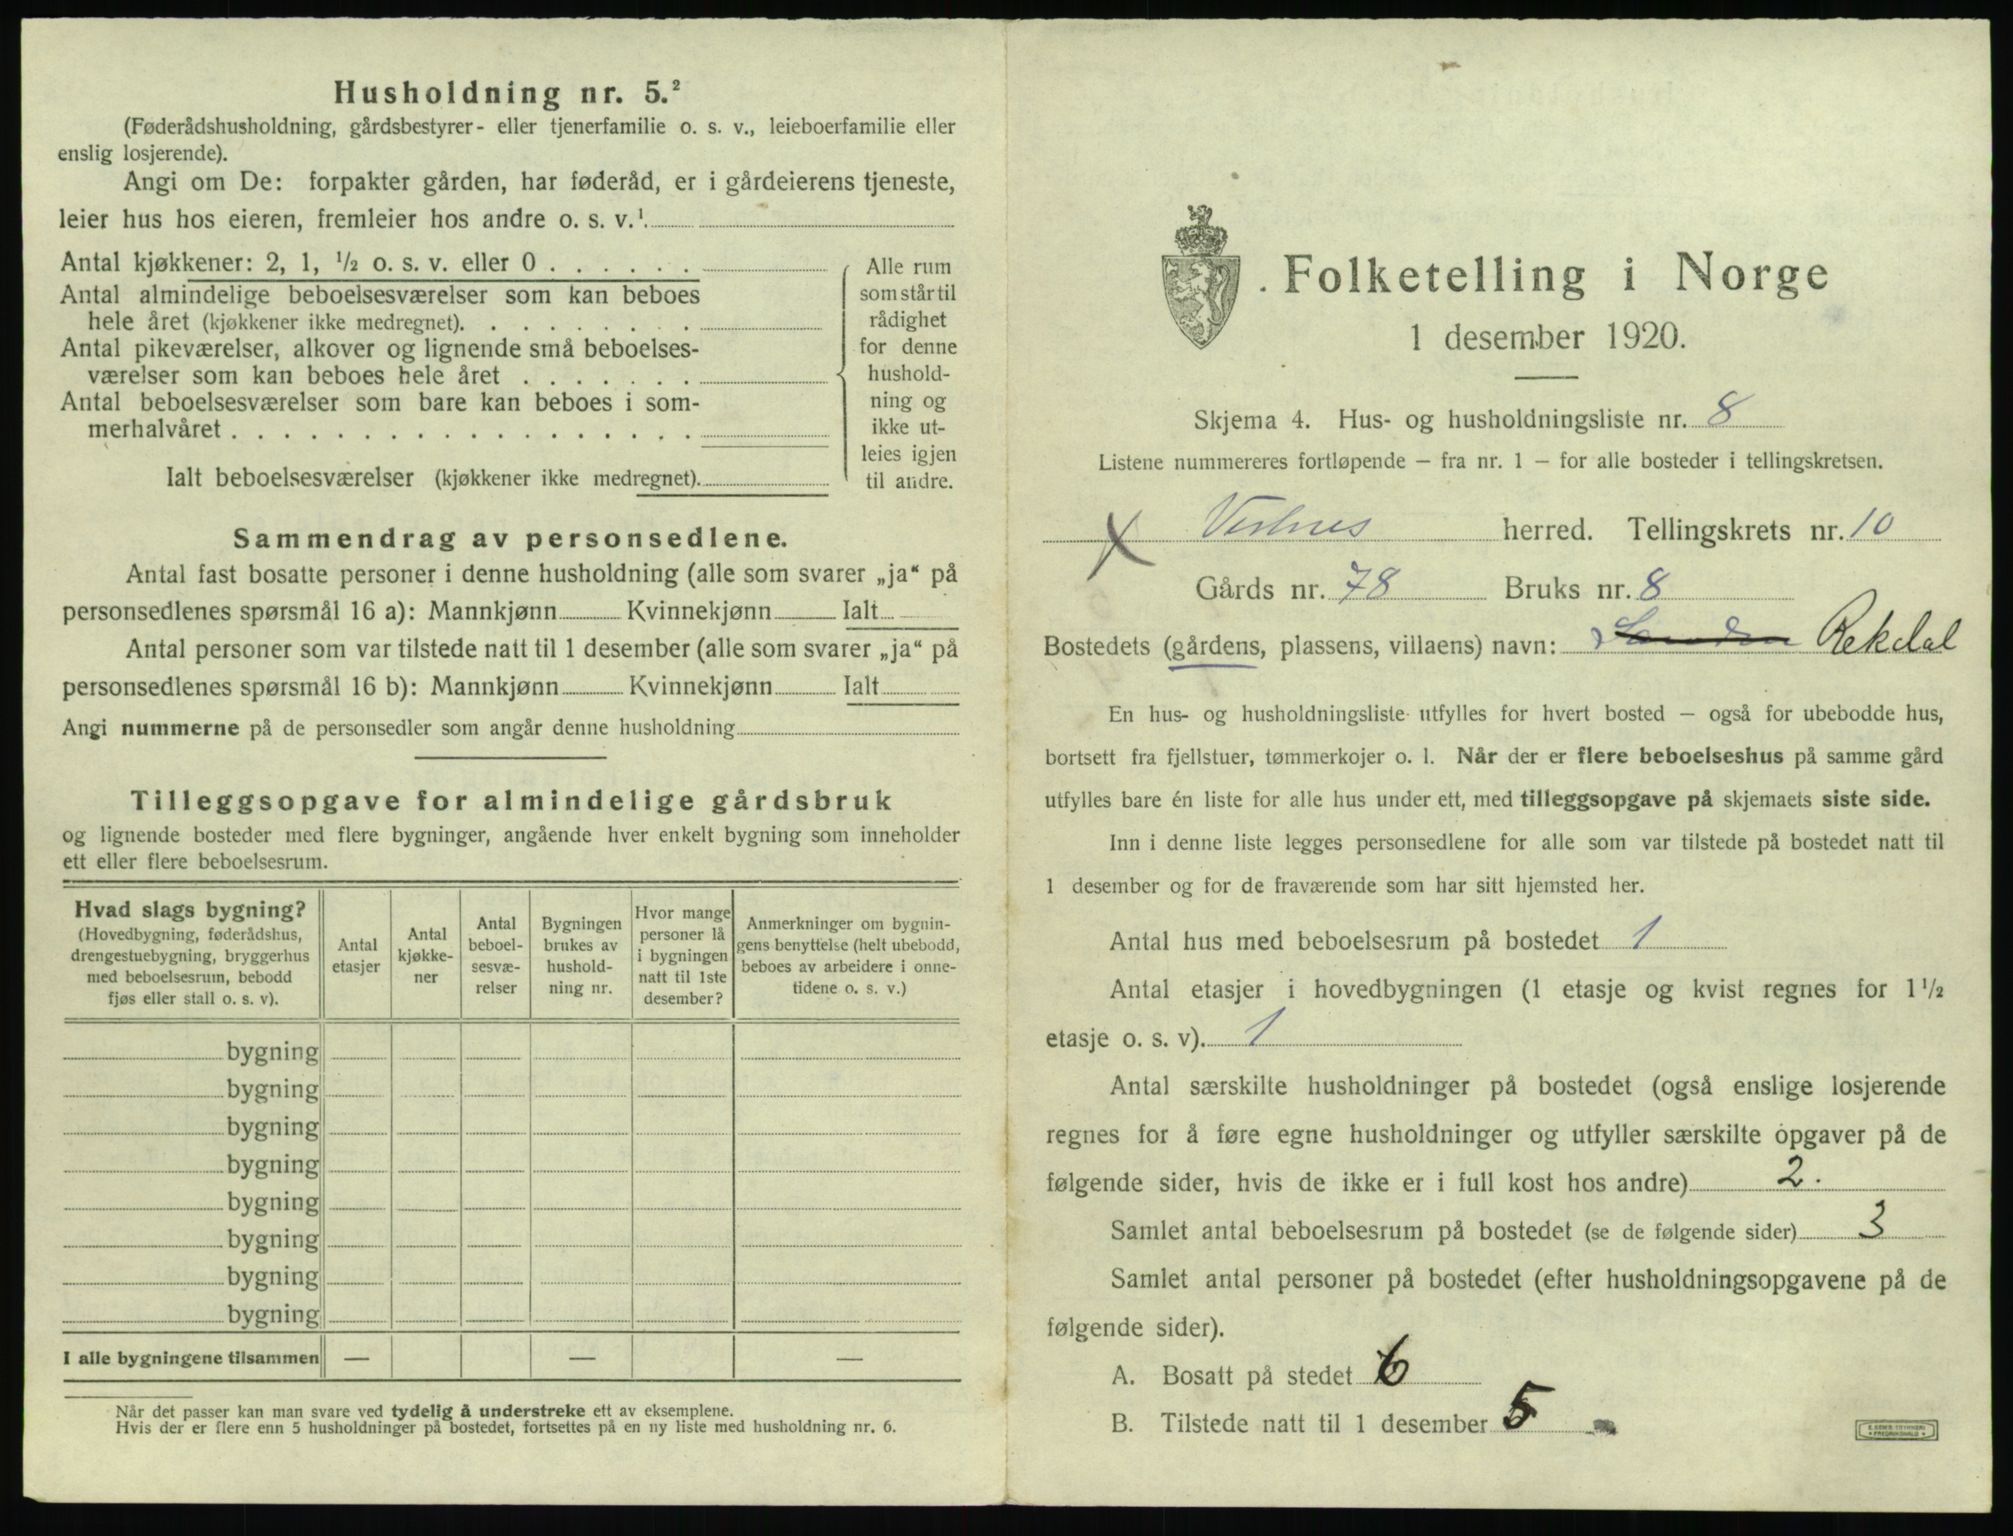 Husholdning nr. 5.²
(Føderådshusholdning, gårdsbestyrer- eller tjenerfamilie o. s. v., leieboerfamilie eller
enslig losjerende).
Angi om De: forpakter gården, har føderåd, er i gårdeierens tjeneste,
leier hus hos eieren, fremleier hos andre o. s. v.¹
Antal kjøkkener: 2, 1, ½ o. s. v. eller 0 . . . . . .
Antal almindelige beboelsesværelser som kan beboes
hele året (kjøkkener ikke medregnet). . . . . . . . .
Antal pikeværelser, alkover og lignende små beboelses-
værelser som kan beboes hele året . . . . . . .
Antal beboelsesværelser som bare kan beboes i som-
merhalvåret . . . . . . . . . . . . . . . . . .
Ialt beboelsesværelser (kjøkkener ikke medregnet).
Alle rum
som står til
rådighet
for denne
hushold-
ning og
ikke ut-
leies igjen
til andre.
Sammendrag av personsedlene.
Antal fast bosatte personer i denne husholdning (alle som svarer „ja“ på
personsedlenes spørsmål 16 a): Mannkjønn Kvinnekjønn Ialt
Antal personer som var tilstede natt til 1 desember (alle som svarer „ja“ på
personsedlenes spørsmål 16 b): Mannkjønn Kvinnekjønn Ialt
Angi nummerne på de personsedler som angår denne husholdning
Tilleggsopgave for almindelige gårdsbruk
og lignende bosteder med flere bygninger, angående hver enkelt bygning som inneholder
ett eller flere beboelsesrum.
Hvad slags bygning?
(Hovedbygning, føderådshus,
drengestuebygning, bryggerhus
med beboelsesrum, bebodd
fjøs eller stall o. s. v).
Antal
etasjer
Antal
kjøkke-
ner
Antal
beboel-
sesvæ-
relser
Bygningen
brukes av
hushold-
ning nr.
Hvor mange
personer lå
i bygningen
natt til 1ste
desember?
Anmerkninger om bygnin-
gens benyttelse (helt ubebodd,
beboes av arbeidere i onne-
tidene o. s. v.)
bygning
bygning
bygning
bygning
bygning
bygning
bygning
bygning
I alle bygningene tilsammen — — —
Når det passer kan man svare ved tydelig å understreke ett av eksemplene.
Hvis der er flere enn 5 husholdninger på bostedet, fortsettes på en ny liste med husholdning nr. 6.
Folketelling i Norge
1 desember 1920.
Skjema 4. Hus- og husholdningsliste nr. 8
Listene nummereres fortløpende – fra nr. 1 – for alle bosteder i tellingskretsen.
X Vestnes herred. Tellingskrets nr. 10
Gårds nr. 78 Bruks nr. 8
Bostedets (gårdens, plassens, villaens) navn: Rekdal
En hus- og husholdningsliste utfylles for hvert bosted – også for ubebodde hus,
bortsett fra fjellstuer, tømmerkojer o. l. Når der er flere beboelseshus på samme gård
utfylles bare én liste for alle hus under ett, med tilleggsopgave på skjemaets siste side.
Inn i denne liste legges personsedlene for alle som var tilstede på bostedet natt til
1 desember og for de fraværende som har sitt hjemsted her.
Antal hus med beboelsesrum på bostedet 1
Antal etasjer i hovedbygningen (1 etasje og kvist regnes for 1½
etasje o. s. v). 1
Antal særskilte husholdninger på bostedet (også enslige losjerende
regnes for å føre egne husholdninger og utfyller særskilte opgaver på de
følgende sider, hvis de ikke er i full kost hos andre) 2.
Samlet antal beboelsesrum på bostedet (se de følgende sider) 3
Samlet antal personer på bostedet (efter husholdningsopgavene på de
følgende sider).
A. Bosatt på stedet 6
B. Tilstede natt til 1 desember 5